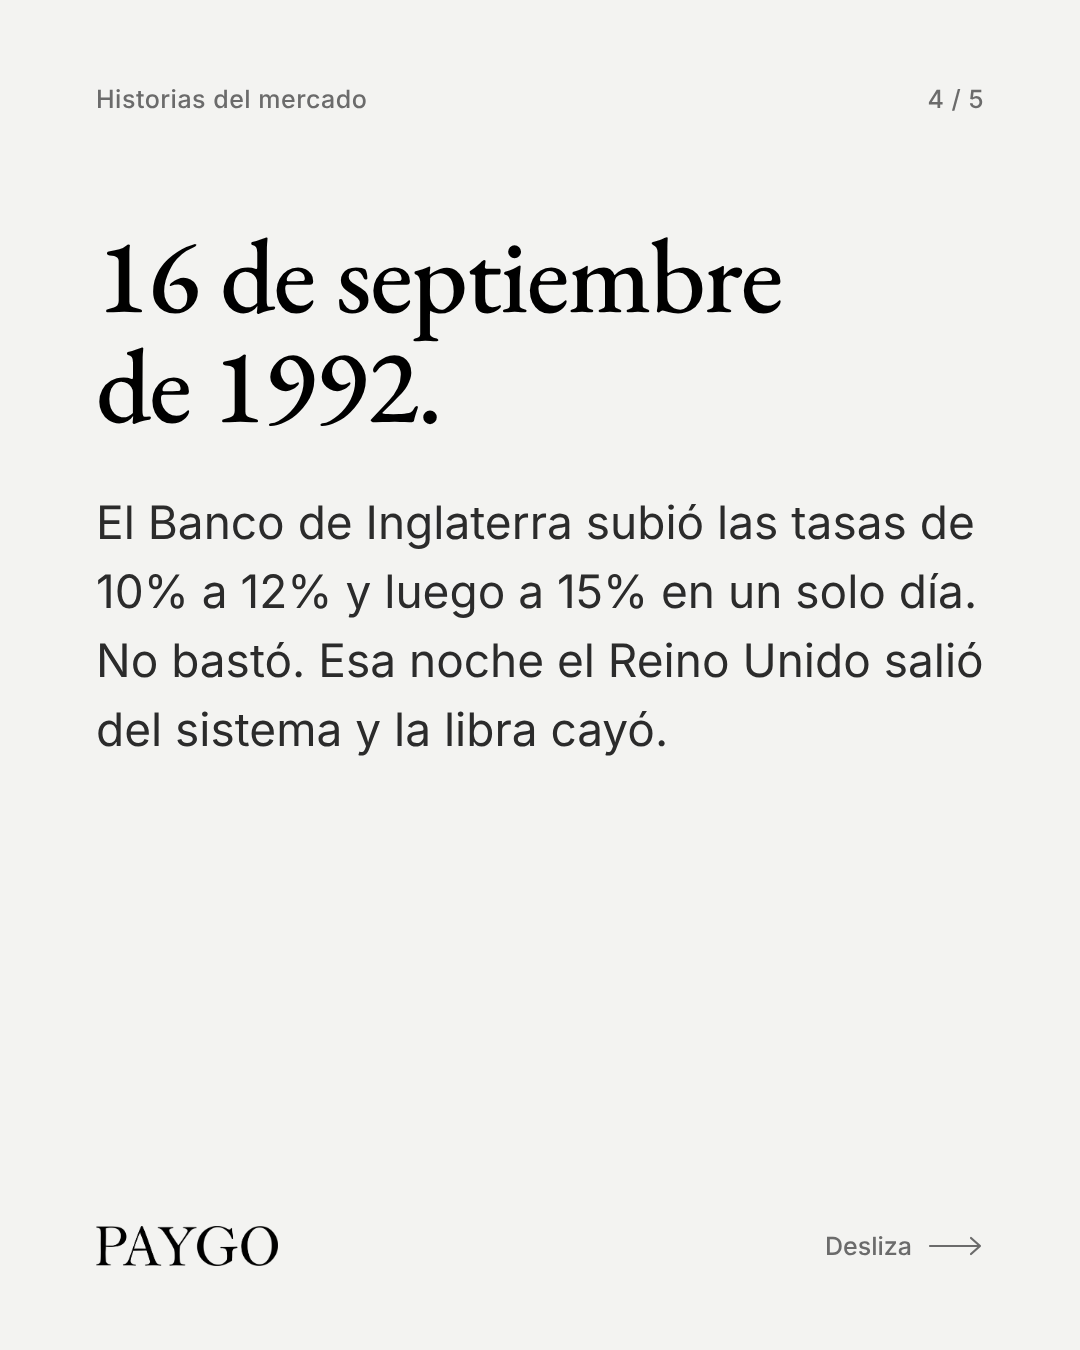 Historias del mercado
4 / 5
16 de septiembre
de 1992.
El Banco de Inglaterra subió las tasas de
10% a 12% y luego a 15% en un solo día.
No bastó. Esa noche el Reino Unido salió
del sistema y la libra cayó.
PAYGO
Desliza